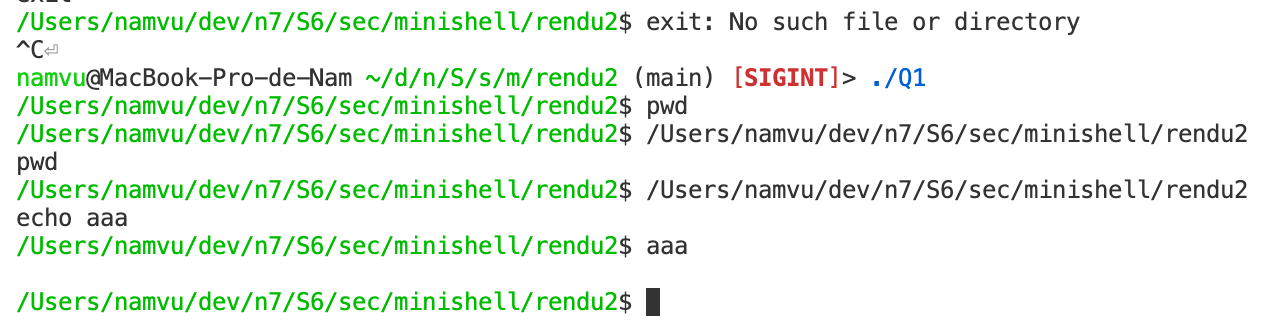 exit
/Users/namvu/dev/n7/S6/sec/minishell/rendu2$ exit: No such file or directory
^C⏎
namvu@MacBook-Pro-de-Nam ~/d/n/S/s/m/rendu2 (main) [SIGINT]> ./Q1
/Users/namvu/dev/n7/S6/sec/minishell/rendu2$ pwd
/Users/namvu/dev/n7/S6/sec/minishell/rendu2$ /Users/namvu/dev/n7/S6/sec/minishell/rendu2
pwd
/Users/namvu/dev/n7/S6/sec/minishell/rendu2$ /Users/namvu/dev/n7/S6/sec/minishell/rendu2
echo aaa
/Users/namvu/dev/n7/S6/sec/minishell/rendu2$ aaa
/Users/namvu/dev/n7/S6/sec/minishell/rendu2$